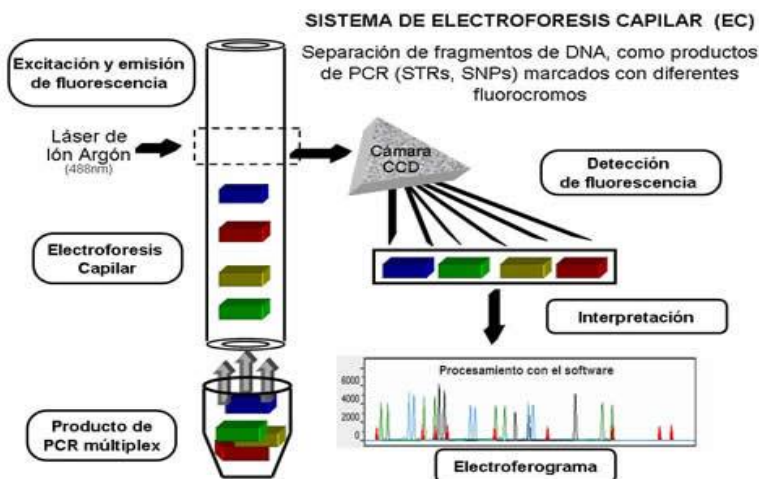 SISTEMA DE ELECTROFORESIS CAPILAR (EC)
Separación de fragmentos de DNA, como productos
de PCR (STRs, SNPs) marcados con diferentes
fluorocromos
Excitación y emisión
de fluorescencia
Láser de
Ión Argón
(488nm)
Cámara
CCD
Detección
de fluorescencia
Electroforesis
Capilar
Interpretación
Procesamiento con el software
6000
4000
2000
0
Producto de
PCR múltiplex
Electroferograma